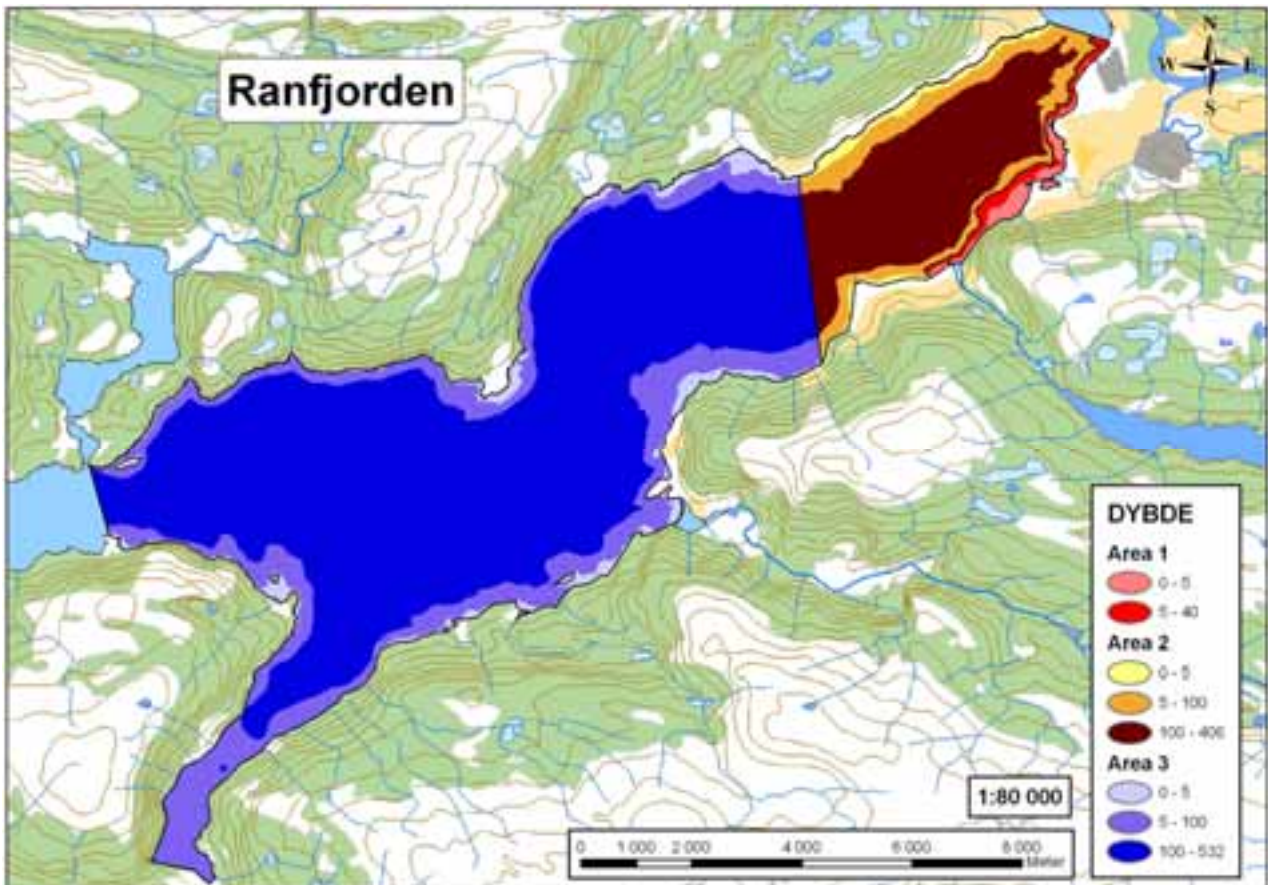 Ranfjorden
N
W E
S
DYBDE
Area 1
0 - 5
5 - 40
Area 2
0 - 5
5 - 100
100 - 406
Area 3
0 - 5
5 - 100
100 - 532
1:80 000
0 1 000 2 000 4 000 6 000 8 000
Meter